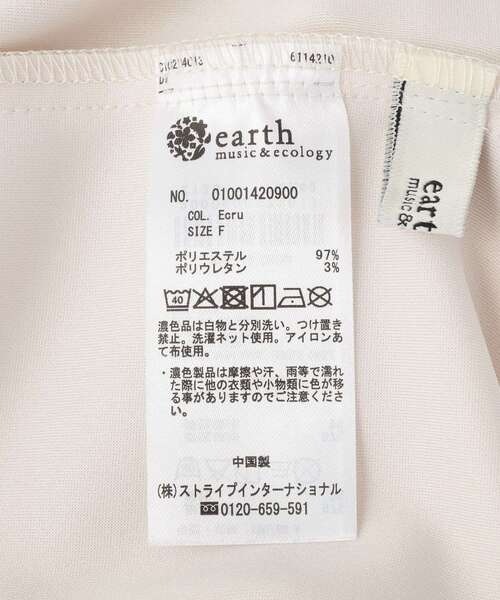 6114210
earth
music & ecology
NO. 01001420900
COL. Ecru
SIZE F
ポリエステル 97%
ポリウレタン 3%
40
濃色品は白物と分別洗い。つけ置き
禁止。洗濯ネット使用。アイロンあ
て布使用。
・濃色製品は摩擦や汗、雨等で濡れ
た際に他の衣類や小物類に色が移
る事がありますのでご注意くださ
い。
中国製
(株)ストライプインターナショナル
0120-659-591
eart
music &